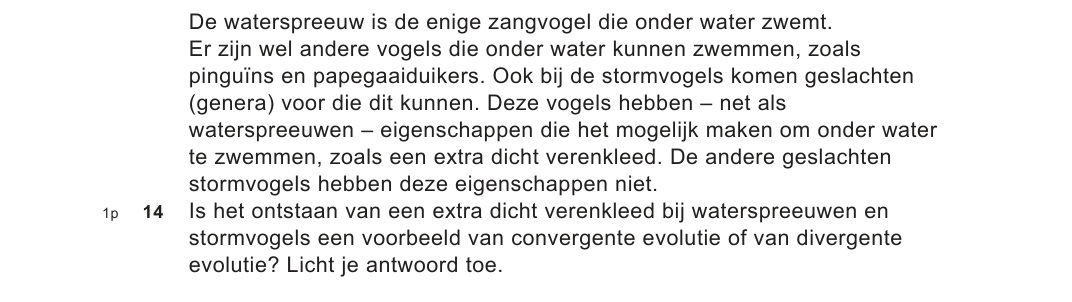 De waterspreeuw is de enige zangvogel die onder water zwemt.
Er zijn wel andere vogels die onder water kunnen zwemmen, zoals
pinguïns en papegaaiduikers. Ook bij de stormvogels komen geslachten
(genera) voor die dit kunnen. Deze vogels hebben – net als
waterspreeuwen – eigenschappen die het mogelijk maken om onder water
te zwemmen, zoals een extra dicht verenkleed. De andere geslachten
stormvogels hebben deze eigenschappen niet.
1p 14 Is het ontstaan van een extra dicht verenkleed bij waterspreeuwen en
stormvogels een voorbeeld van convergente evolutie of van divergente
evolutie? Licht je antwoord toe.